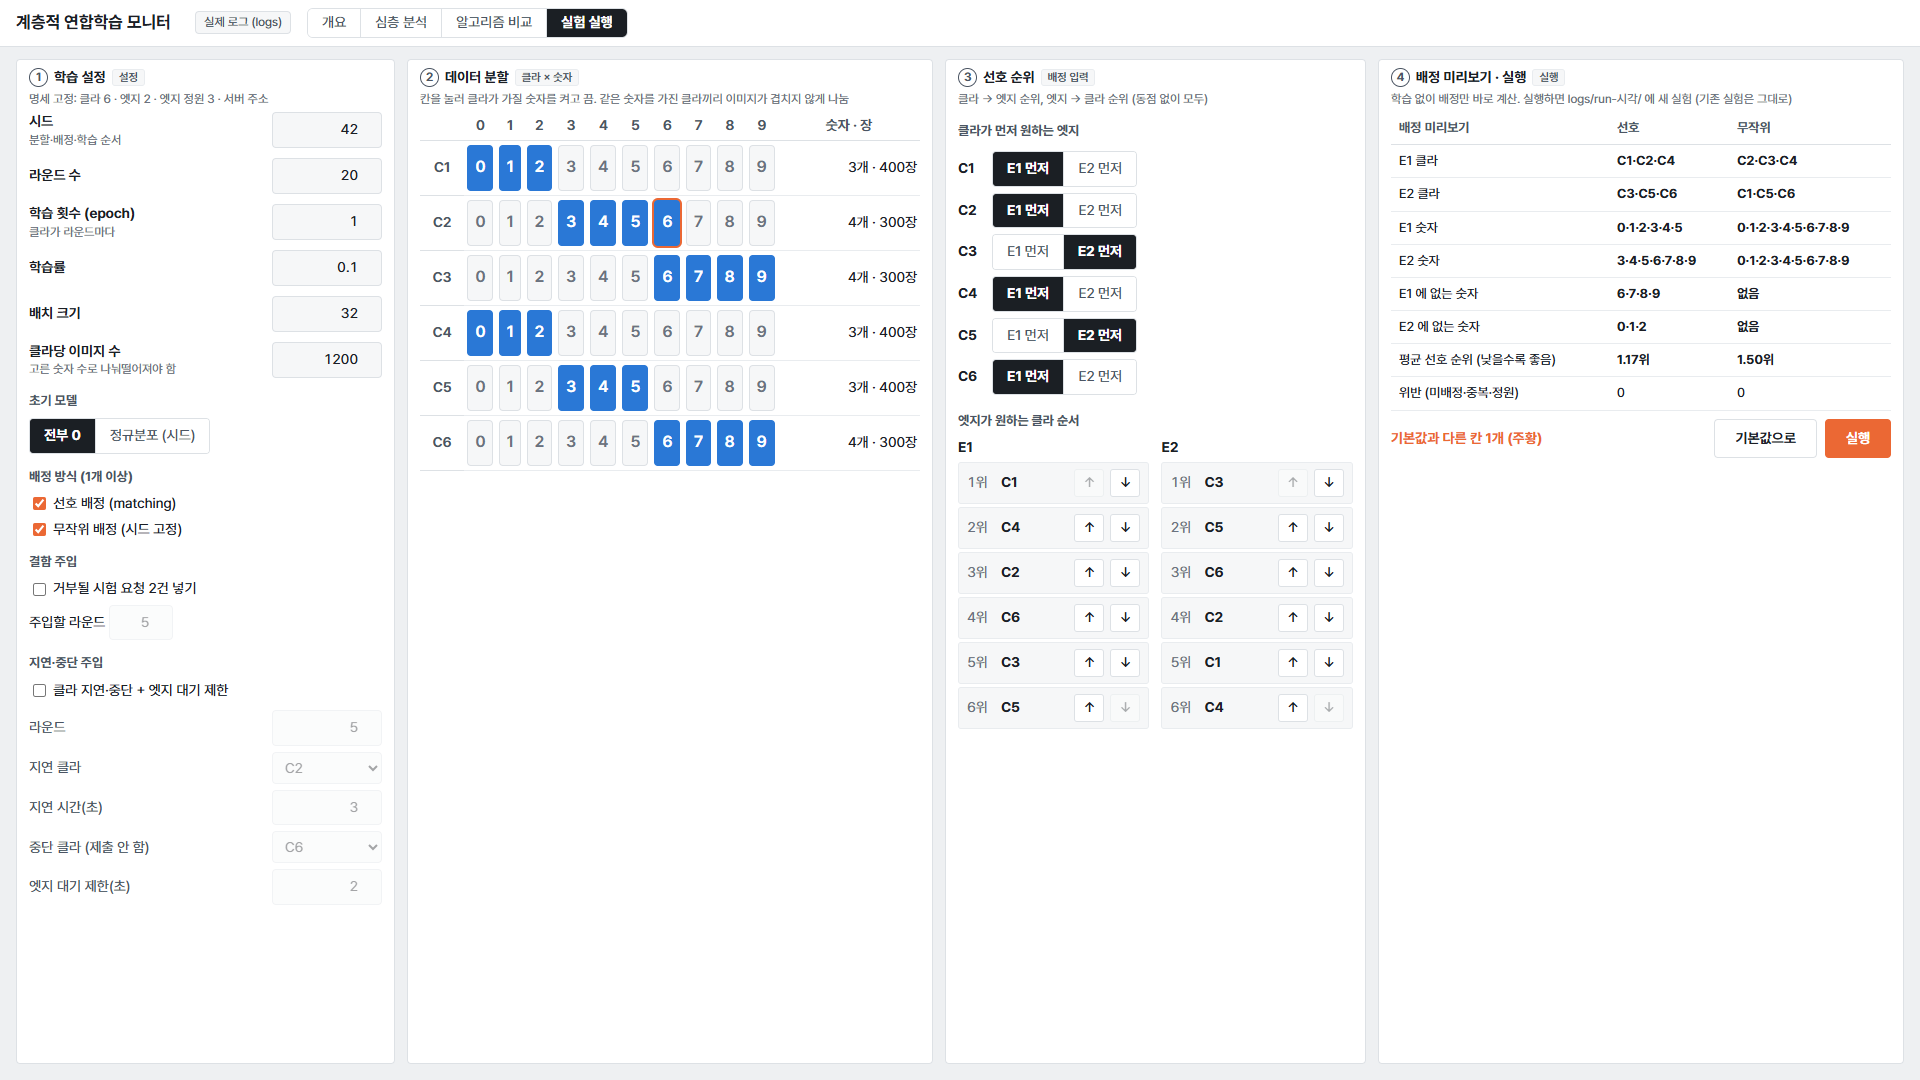 계층적 연합학습 모니터
실제 로그 (logs)
개요
심층 분석
알고리즘 비교
실험 실행
1 학습 설정 설정
명세 고정: 클라 6 · 엣지 2 · 엣지 정원 3 · 서버 주소
시드 42
분할·배정·학습 순서
라운드 수 20
학습 횟수 (epoch) 1
클라가 라운드마다
학습률 0.1
배치 크기 32
클라당 이미지 수 1200
고른 숫자 수로 나눠떨어져야 함
초기 모델
전부 0 정규분포 (시드)
배정 방식 (1개 이상)
선호 배정 (matching)
무작위 배정 (시드 고정)
결함 주입
거부될 시험 요청 2건 넣기
주입할 라운드 5
지연·중단 주입
클라 지연·중단 + 엣지 대기 제한
라운드 5
지연 클라 C2
지연 시간(초) 3
중단 클라 (제출 안 함) C6
엣지 대기 제한(초) 2
2 데이터 분할 클라 × 숫자
칸을 눌러 클라가 가질 숫자를 켜고 끔. 같은 숫자를 가진 클라끼리 이미지가 겹치지 않게 나눔
0 1 2 3 4 5 6 7 8 9 숫자 · 장
C1 0 1 2 3 4 5 6 7 8 9 3개 · 400장
C2 0 1 2 3 4 5 6 7 8 9 4개 · 300장
C3 0 1 2 3 4 5 6 7 8 9 4개 · 300장
C4 0 1 2 3 4 5 6 7 8 9 3개 · 400장
C5 0 1 2 3 4 5 6 7 8 9 3개 · 400장
C6 0 1 2 3 4 5 6 7 8 9 4개 · 300장
3 선호 순위 배정 입력
클라 → 엣지 순위, 엣지 → 클라 순위 (동점 없이 모두)
클라가 먼저 원하는 엣지
C1 E1 먼저 E2 먼저
C2 E1 먼저 E2 먼저
C3 E1 먼저 E2 먼저
C4 E1 먼저 E2 먼저
C5 E1 먼저 E2 먼저
C6 E1 먼저 E2 먼저
엣지가 원하는 클라 순서
E1 E2
1위 C1 ↑ ↓ 1위 C3 ↑ ↓
2위 C4 ↑ ↓ 2위 C5 ↑ ↓
3위 C2 ↑ ↓ 3위 C6 ↑ ↓
4위 C6 ↑ ↓ 4위 C2 ↑ ↓
5위 C3 ↑ ↓ 5위 C1 ↑ ↓
6위 C5 ↑ ↓ 6위 C4 ↑ ↓
4 배정 미리보기 · 실행 실행
학습 없이 배정만 바로 계산. 실행하면 logs/run-시각/ 에 새 실험 (기존 실험은 그대로)
배정 미리보기 선호 무작위
E1 클라 C1·C2·C4 C2·C3·C4
E2 클라 C3·C5·C6 C1·C5·C6
E1 숫자 0·1·2·3·4·5 0·1·2·3·4·5·6·7·8·9
E2 숫자 3·4·5·6·7·8·9 0·1·2·3·4·5·6·7·8·9
E1 에 없는 숫자 6·7·8·9 없음
E2 에 없는 숫자 0·1·2 없음
평균 선호 순위 (낮을수록 좋음) 1.17위 1.50위
위반 (미배정·중복·정원) 0 0
기본값과 다른 칸 1개 (주황) 기본값으로 실행